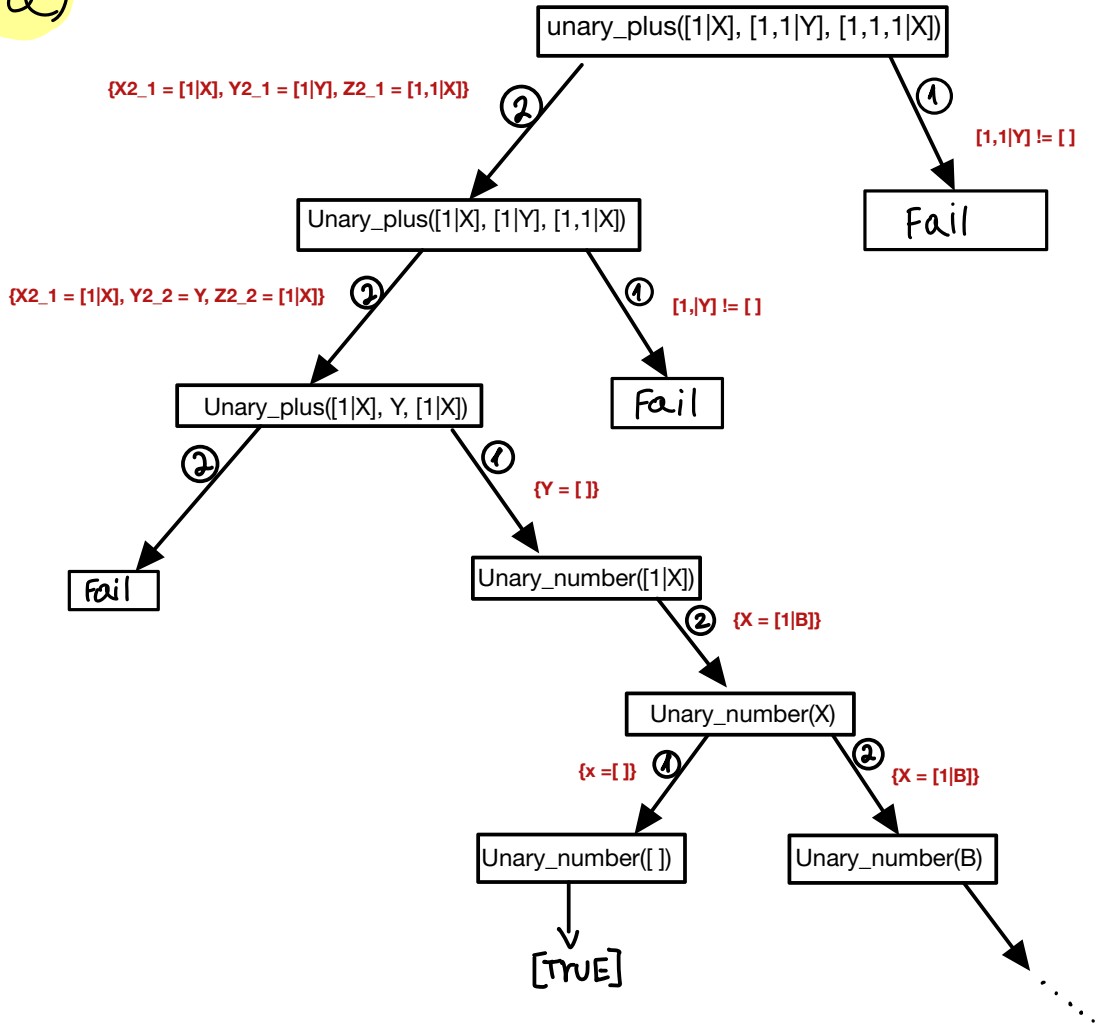 a)
unary_plus([1|X], [1,1|Y], [1,1,1|X])
{X2_1 = [1|X], Y2_1 = [1|Y], Z2_1 = [1,1|X]}
2
1
[1,1|Y] != [ ]
Unary_plus([1|X], [1|Y], [1,1|X])
Fail
{X2_1 = [1|X], Y2_2 = Y, Z2_2 = [1|X]}
2
1
[1,|Y] != [ ]
Unary_plus([1|X], Y, [1|X])
Fail
2
1
{Y = [ ]}
Fail
Unary_number([1|X])
2
{X = [1|B]}
Unary_number(X)
{x =[ ]}
1
2
{X = [1|B]}
Unary_number([ ])
Unary_number(B)
[TRUE]
.....